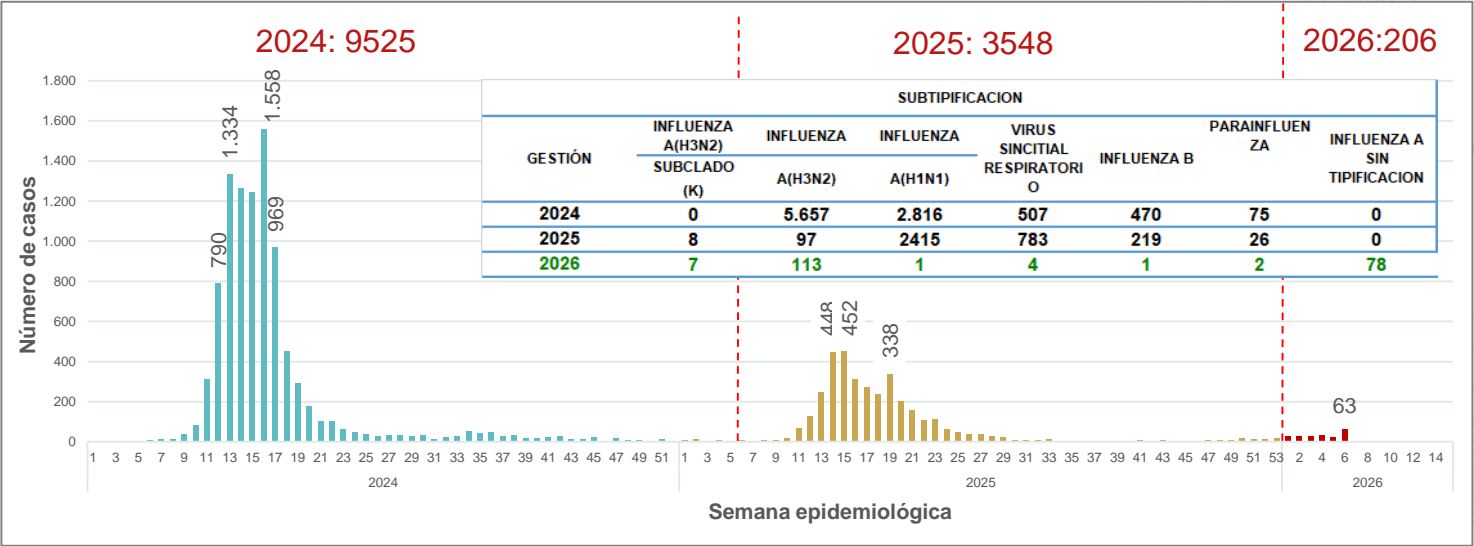 2024: 9525
2025: 3548
2026:206
1.800
1.600
1.400
1.200
1.000
800
600
400
200
0
Número de casos
790
1.334
1.558
969
448
452
338
63
SUBTIPIFICACION
GESTIÓN
INFLUENZA
A(H3N2)
SUBCLADO
(K)
INFLUENZA
A(H3N2)
INFLUENZA
A(H1N1)
VIRUS
SINCITIAL
RESPIRATORI
O
INFLUENZA B
PARAINFLUEN
ZA
INFLUENZA A
SIN
TIPIFICACION
2024 0 5.657 2.816 507 470 75 0
2025 8 97 2415 783 219 26 0
2026 7 113 1 4 1 2 78
1 3 5 7 9 11 13 15 17 19 21 23 25 27 29 31 33 35 37 39 41 43 45 47 49 51 1 3 5 7 9 11 13 15 17 19 21 23 25 27 29 31 33 35 37 39 41 43 45 47 49 51 53 2 4 6 8 10 12 14
2024 2025 2026
Semana epidemiológica